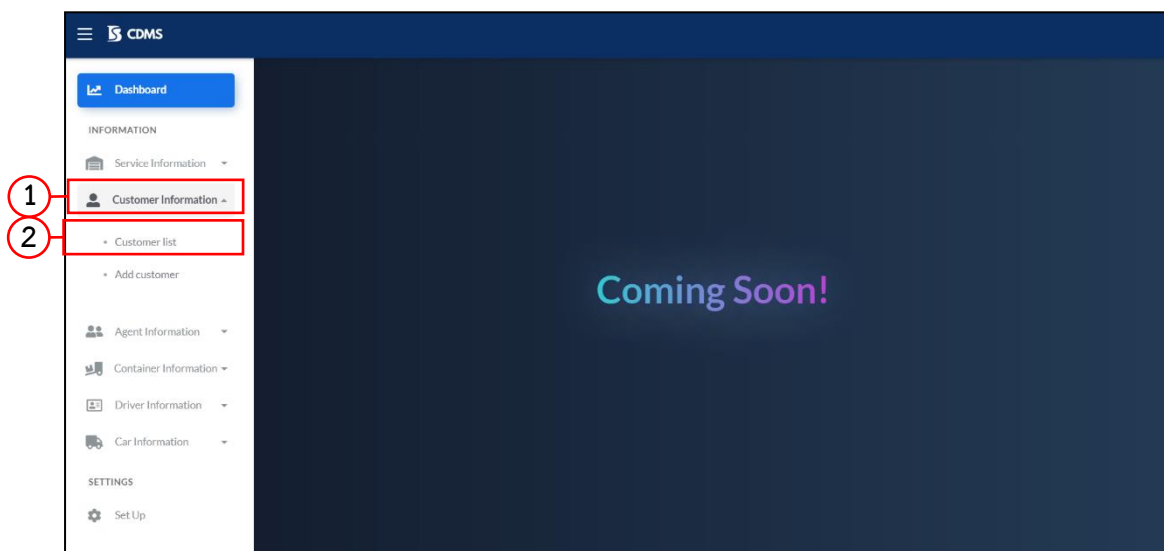 CDMS
Dashboard
INFORMATION
Service Information
1
Customer Information
2
Customer list
Add customer
Agent Information
Container Information
Driver Information
Car Information
SETTINGS
Set Up
Coming Soon!